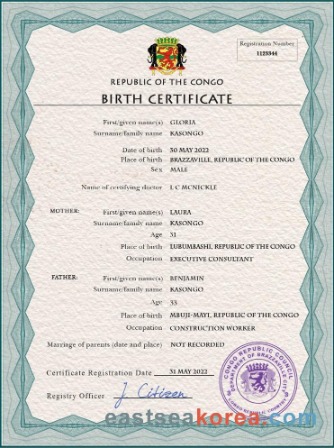 Registration Number
1125344
REPUBLIC OF THE CONGO
BIRTH CERTIFICATE
First/given name(s) GLORIA
Surname/family name KASONGO
Date of birth 30 MAY 2022
Place of birth BRAZZAVILLE, REPUBLIC OF THE CONGO
Sex MALE
Name of certifying doctor L C MCNICKLE
MOTHER: First/given name(s) LAURA
Surname/family name KASONGO
Age 31
Place of birth LUBUMBASHI, REPUBLIC OF THE CONGO
Occupation EXECUTIVE CONSULTANT
FATHER: First/given name(s) BENJAMIN
Surname/family name KASONGO
Age 33
Place of birth MBUJI-MAYI, REPUBLIC OF THE CONGO
Occupation CONSTRUCTION WORKER
Marriage of parents (date and place) NOT RECORDED
Certificate Registration Date 31 MAY 2022
Registry Officer J Citizen
CONGO REPUBLIC COUNCIL
DEPARTMENT OF BRAZZAVILLE CITY
eastseakorea.com